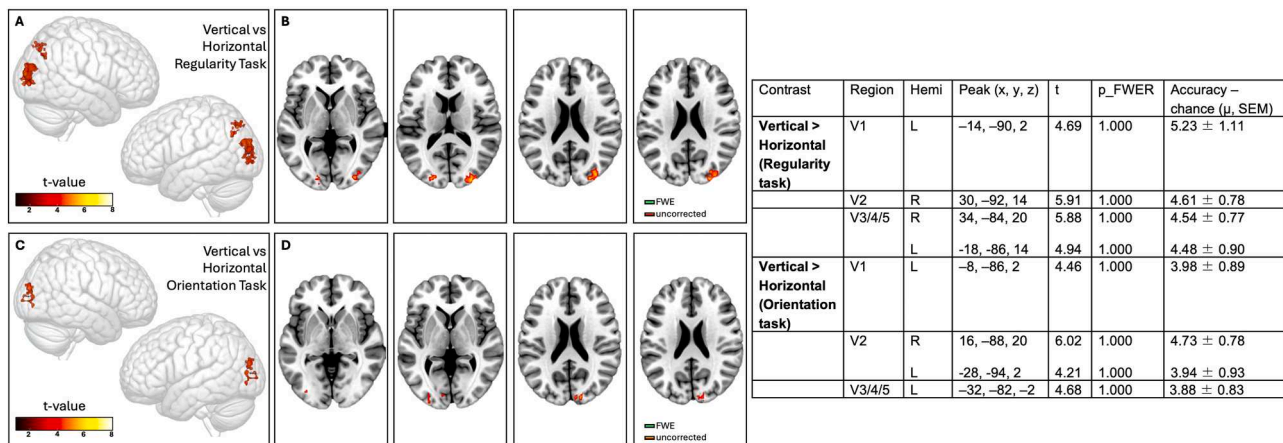 A
Vertical vs
Horizontal
Regularity Task
t-value
2 4 6 8
B
FWE
uncorrected
C
Vertical vs
Horizontal
Orientation Task
t-value
2 4 6 8
D
FWE
uncorrected
Contrast Region Hemi Peak (x, y, z) t p_FWER Accuracy –
chance (μ, SEM)
Vertical > V1 L –14, –90, 2 4.69 1.000 5.23 ± 1.11
Horizontal
(Regularity
task)
V2 R 30, –92, 14 5.91 1.000 4.61 ± 0.78
V3/4/5 R 34, –84, 20 5.88 1.000 4.54 ± 0.77
L -18, –86, 14 4.94 1.000 4.48 ± 0.90
Vertical > V1 L –8, –86, 2 4.46 1.000 3.98 ± 0.89
Horizontal
(Orientation
task)
V2 R 16, –88, 20 6.02 1.000 4.73 ± 0.78
L -28, –94, 2 4.21 1.000 3.94 ± 0.93
V3/4/5 L –32, –82, –2 4.68 1.000 3.88 ± 0.83